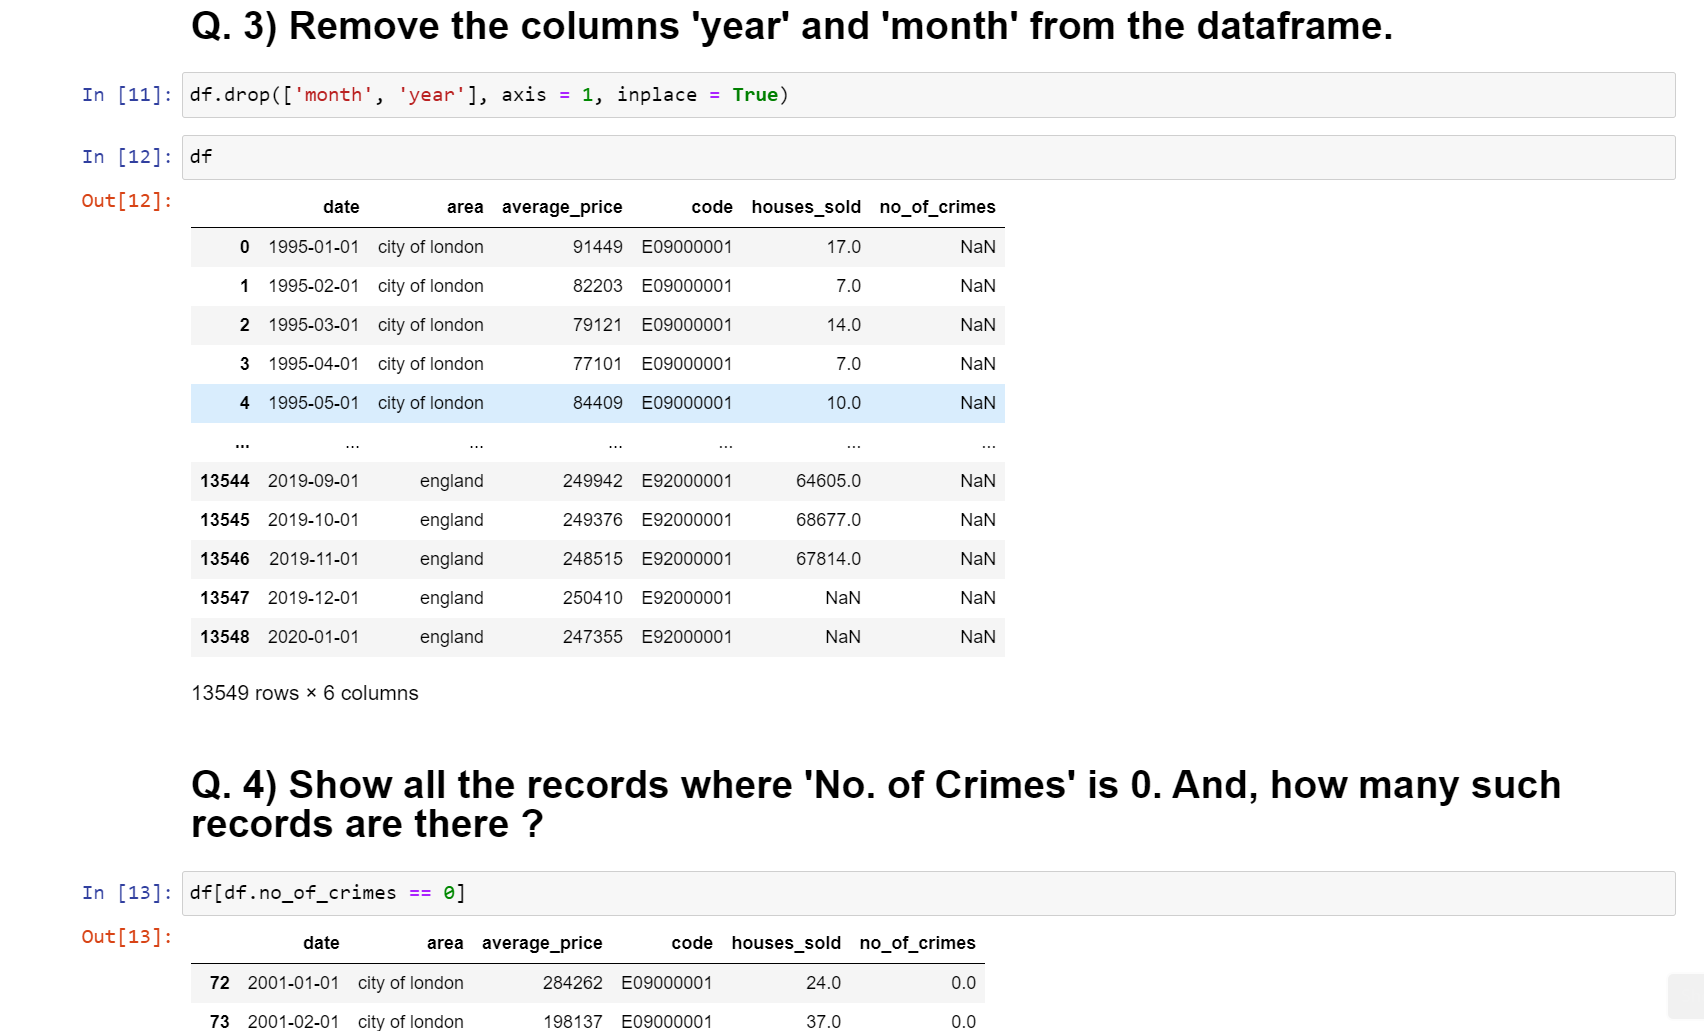 Q. 3) Remove the columns 'year' and 'month' from the dataframe.
In [11]: df.drop(['month', 'year'], axis = 1, inplace = True)
In [12]: df
Out[12]:
date area average_price code houses_sold no_of_crimes
0 1995-01-01 city of london 91449 E09000001 17.0 NaN
1 1995-02-01 city of london 82203 E09000001 7.0 NaN
2 1995-03-01 city of london 79121 E09000001 14.0 NaN
3 1995-04-01 city of london 77101 E09000001 7.0 NaN
4 1995-05-01 city of london 84409 E09000001 10.0 NaN
... ... ... ... ... ... ...
13544 2019-09-01 england 249942 E92000001 64605.0 NaN
13545 2019-10-01 england 249376 E92000001 68677.0 NaN
13546 2019-11-01 england 248515 E92000001 67814.0 NaN
13547 2019-12-01 england 250410 E92000001 NaN NaN
13548 2020-01-01 england 247355 E92000001 NaN NaN
13549 rows × 6 columns
Q. 4) Show all the records where 'No. of Crimes' is 0. And, how many such
records are there ?
In [13]: df[df.no_of_crimes == 0]
Out[13]:
date area average_price code houses_sold no_of_crimes
72 2001-01-01 city of london 284262 E09000001 24.0 0.0
73 2001-02-01 city of london 198137 E09000001 37.0 0.0